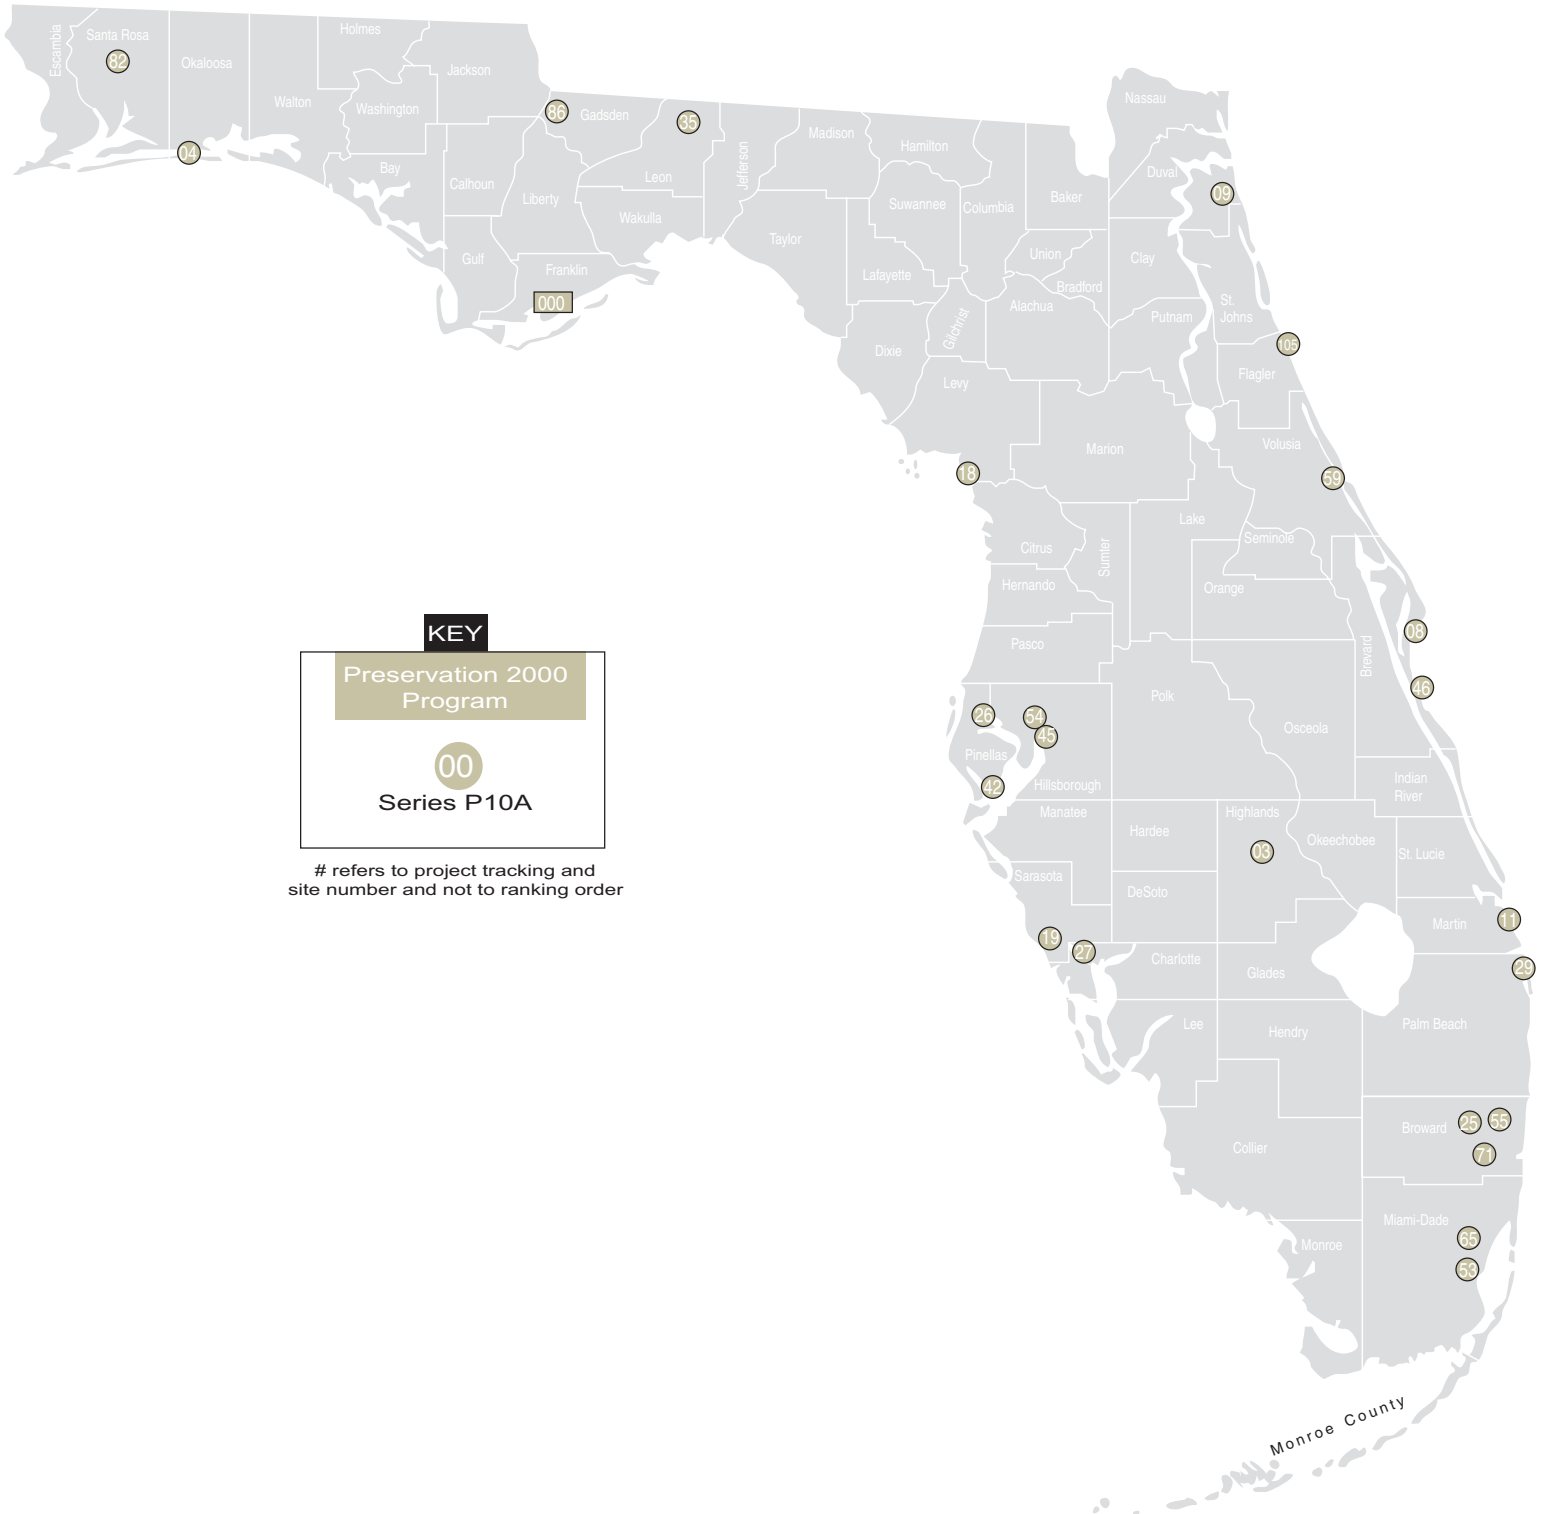 Escambia
Santa Rosa
82
Okaloosa
04
Walton
Holmes
Washington
Jackson
Bay
Calhoun
Gulf
86
Gadsden
Liberty
Franklin
000
35
Leon
Wakulla
Jefferson
Madison
Taylor
Hamilton
Suwannee
Lafayette
Columbia
Dixie
Gilchrist
Levy
Baker
Union
Bradford
Alachua
Nassau
Duval
09
Clay
Putnam
St.
Johns
105
Flagler
Marion
Volusia
59
18
Citrus
Hernando
Pasco
Sumter
Lake
Seminole
Orange
Brevard
08
46
26
54
45
Pinellas
42
Hillsborough
Polk
Osceola
Indian
River
Manatee
Hardee
Highlands
03
Okeechobee
St. Lucie
Sarasota
DeSoto
19
27
Charlotte
Glades
Martin
11
29
Lee
Hendry
Palm Beach
Collier
Broward
25
55
71
Miami-Dade
65
53
Monroe
Monroe County
KEY
Preservation 2000
Program
00
Series P10A
# refers to project tracking and
site number and not to ranking order